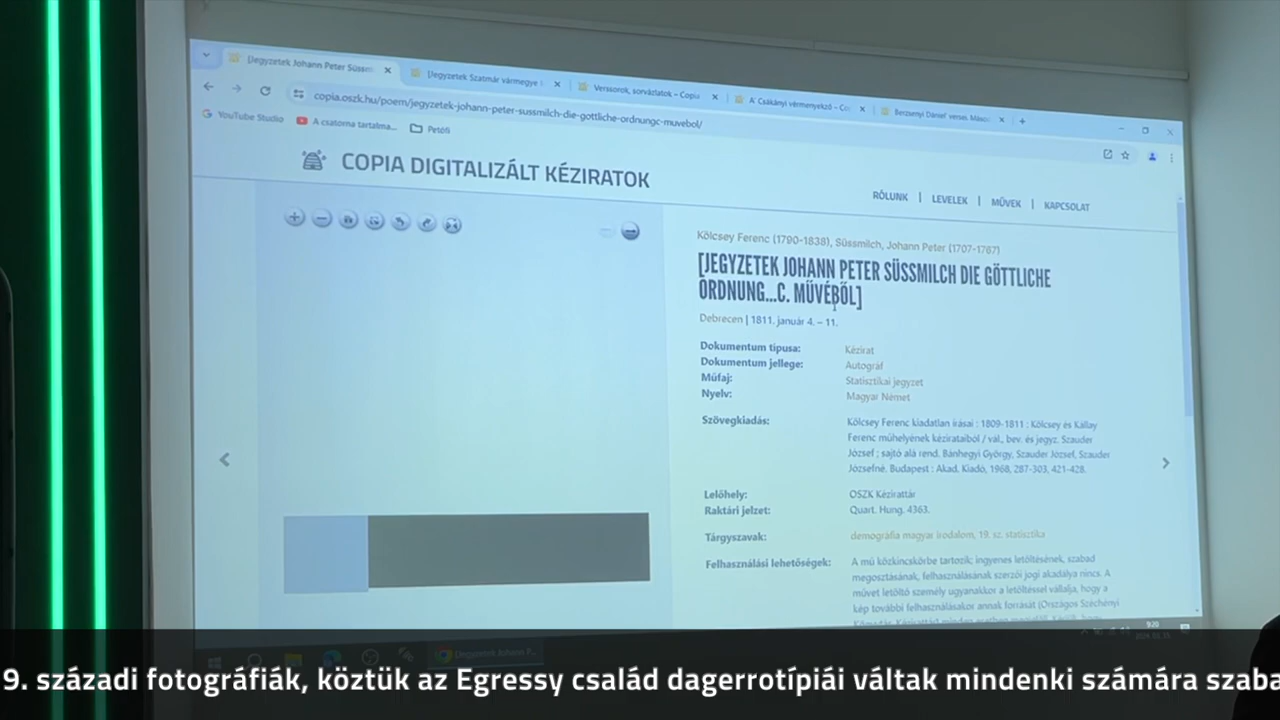 [Jegyzetek Johann Peter Süssm
[Jegyzetek Szatmár vármegye
Verssorok, sorvázlatok – Copia
A' Csákányi vérmenyekző – Co
Berzsenyi Dániel versei. Másol
copia.oszk.hu/poem/jegyzetek-johann-peter-sussmilch-die-gottliche-ordnungc-muvebol/
YouTube Studio
A csatorna tartalma...
Petőfi
COPIA DIGITALIZÁLT KÉZIRATOK
RÓLUNK | LEVELEK | MŰVEK | KAPCSOLAT
Kölcsey Ferenc (1790-1838), Süssmilch, Johann Peter (1707-1767)
[JEGYZETEK JOHANN PETER SÜSSMILCH DIE GÖTTLICHE
ORDNUNG...C. MŰVÉBŐL]
Debrecen | 1811. január 4. – 11.
Dokumentum típusa: Kézirat
Dokumentum jellege: Autográf
Műfaj: Statisztikai jegyzet
Nyelv: Magyar Német
Szövegkiadás: Kölcsey Ferenc kiadatlan írásai : 1809-1811 : Kölcsey és Kállay
Ferenc műhelyének kézirataiból / vál., bev. és jegyz. Szauder
József ; sajtó alá rend. Bánhegyi György, Szauder József, Szauder
Józsefné. Budapest : Akad. Kiadó, 1968, 287-303, 421-428.
Lelőhely: OSZK Kézirattár
Raktári jelzet: Quart. Hung. 4363.
Tárgyszavak: demográfia magyar irodalom, 19. sz. statisztika
Felhasználási lehetőségek: A mű közkincskörbe tartozik; ingyenes letöltésének, szabad
megosztásának, felhasználásának szerzői jogi akadálya nincs. A
művet letöltő személy ugyanakkor a letöltéssel vállalja, hogy a
kép további felhasználásakor annak forrását (Országos Széchényi
9:20
[Jegyzetek Johann P...
9. századi fotográfiák, köztük az Egressy család dagerrotípiái váltak mindenki számára szaba